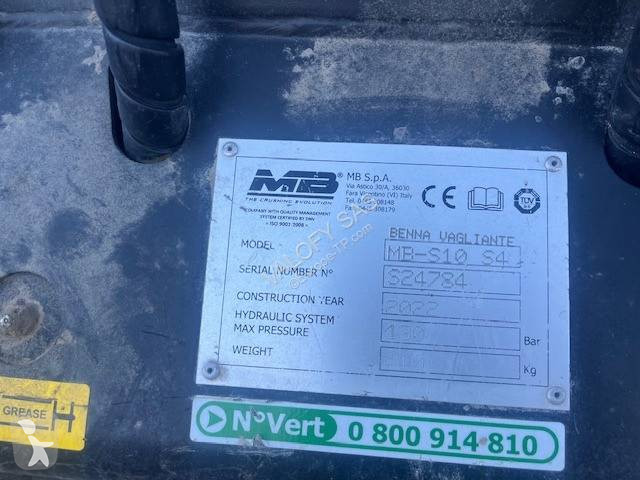 MB® MB S.p.A.
THE CRUSHING EVOLUTION
Via Astico 30/A, 36030
Fara Vicentino (VI) Italy
COMPANY WITH QUALITY MANAGEMENT
SYSTEM CERTIFIED BY DNV
- ISO 9001:2008 -
CE
TÜV
BENNA VAGLIANTE
MODEL MB-S10 S4
SERIAL NUMBER N° S24784
CONSTRUCTION YEAR 2022
HYDRAULIC SYSTEM
MAX PRESSURE Bar
WEIGHT Kg
GREASE
N°Vert 0 800 914 810